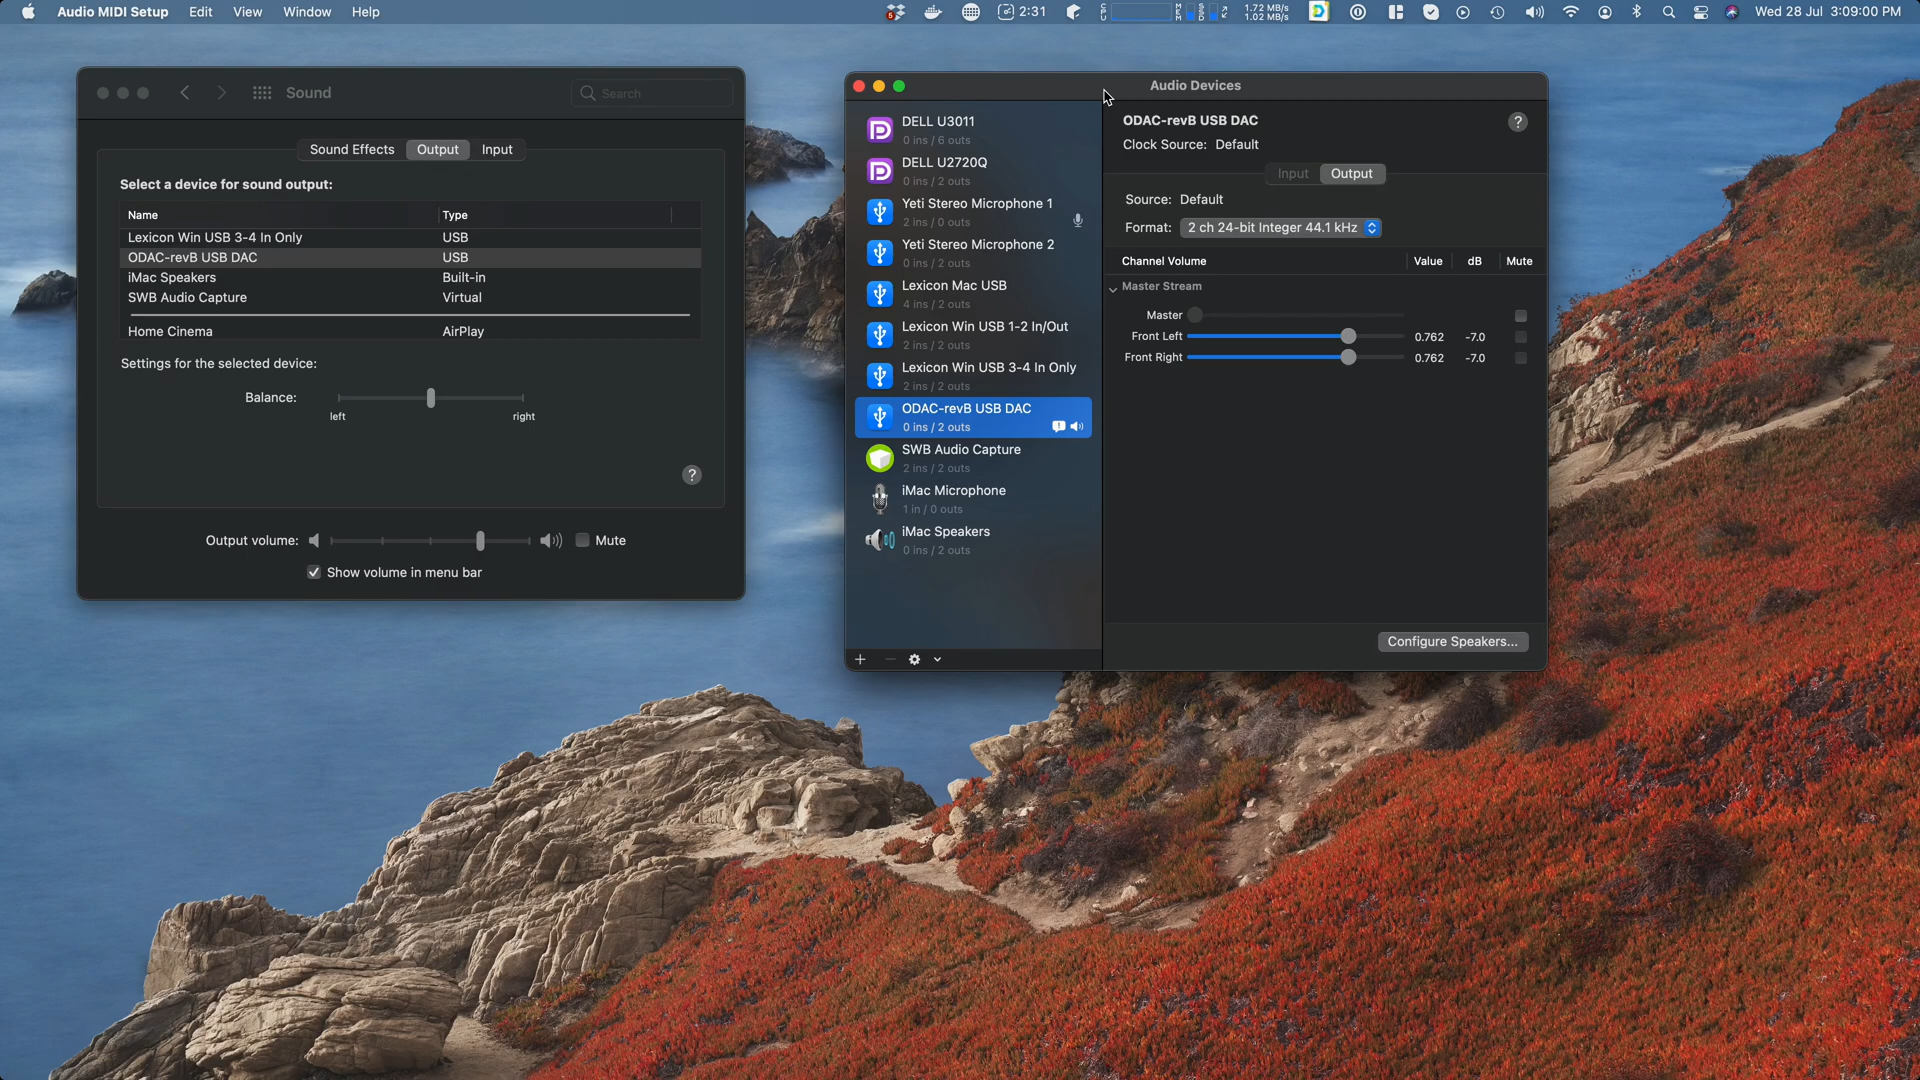 Audio MIDI Setup Edit View Window Help
5 2:31 CPU MEM SSD 1.72 MB/s
1.02 MB/s
Wed 28 Jul 3:09:00 PM
Sound
Search
Sound Effects Output Input
Select a device for sound output:
Name Type
Lexicon Win USB 3-4 In Only USB
ODAC-revB USB DAC USB
iMac Speakers Built-in
SWB Audio Capture Virtual
Home Cinema AirPlay
Settings for the selected device:
Balance:
left right
?
Output volume: Mute
Show volume in menu bar
Audio Devices
DELL U3011
0 ins / 6 outs
DELL U2720Q
0 ins / 2 outs
Yeti Stereo Microphone 1
2 ins / 0 outs
Yeti Stereo Microphone 2
0 ins / 2 outs
Lexicon Mac USB
4 ins / 2 outs
Lexicon Win USB 1-2 In/Out
2 ins / 2 outs
Lexicon Win USB 3-4 In Only
2 ins / 2 outs
ODAC-revB USB DAC
0 ins / 2 outs
SWB Audio Capture
2 ins / 2 outs
iMac Microphone
1 in / 0 outs
iMac Speakers
0 ins / 2 outs
ODAC-revB USB DAC
?
Clock Source: Default
Input Output
Source: Default
Format: 2 ch 24-bit Integer 44.1 kHz
Channel Volume Value dB Mute
Master Stream
Master
Front Left 0.762 -7.0
Front Right 0.762 -7.0
Configure Speakers...